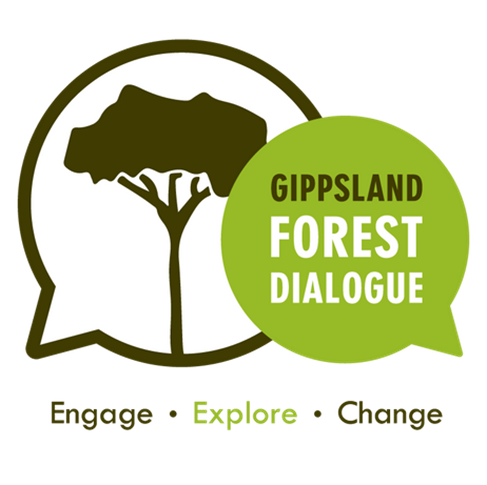 GIPPSLAND
FOREST
DIALOGUE
Engage • Explore • Change